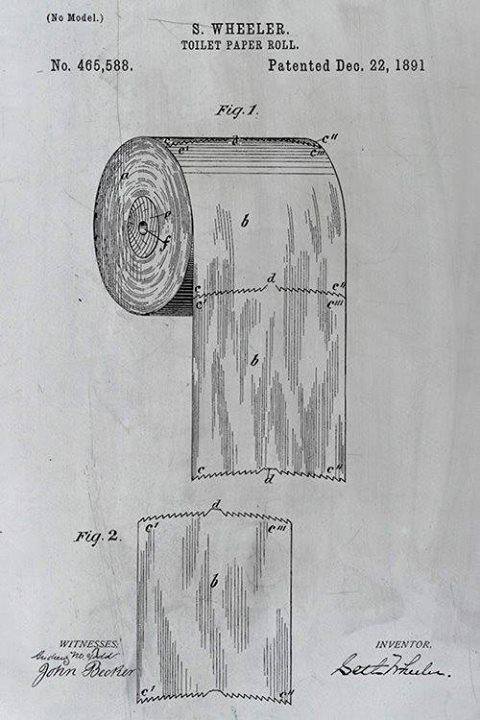 (No Model.)
S. WHEELER.
TOILET PAPER ROLL.
No. 465,588.
Patented Dec. 22, 1891
Fig. 1.
c d c''
c' c'''
a
e
b
f
d
c c''
c' c'''
b
c d c''
d
Fig. 2.
c' c'''
b
WITNESSES:
John Becker
INVENTOR,
Seth Wheeler.
c' c''